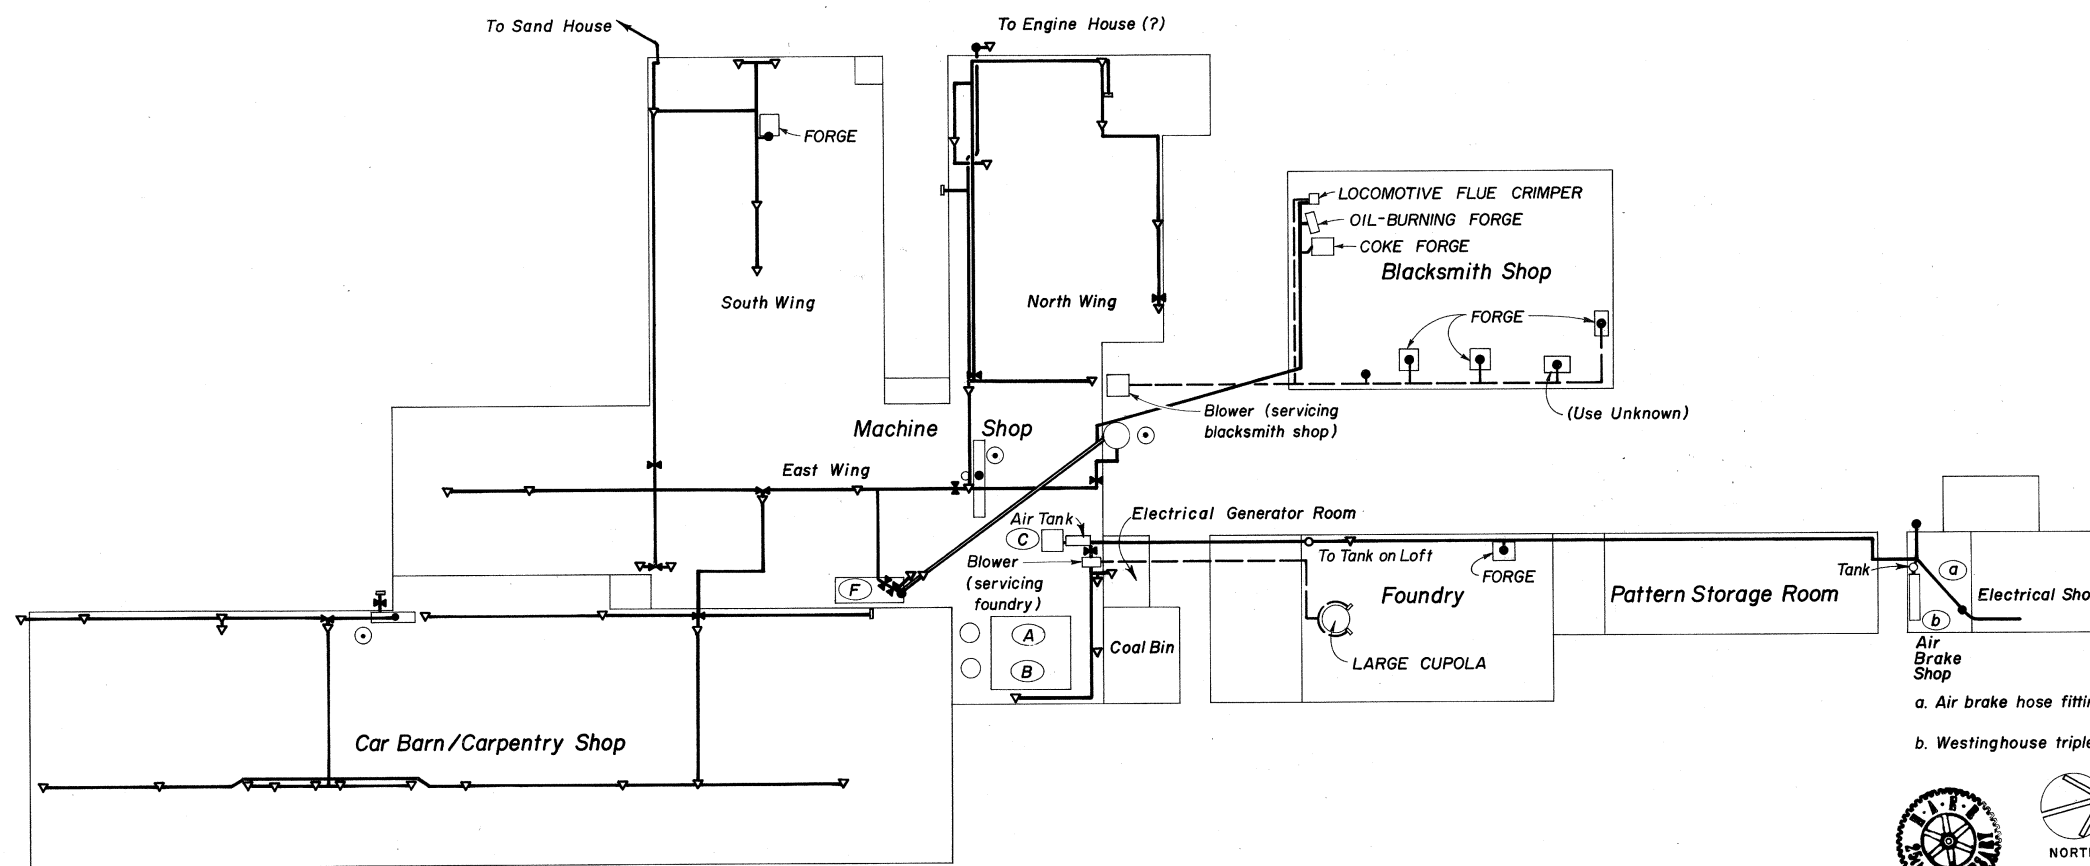 To Sand House
To Engine House (?)
FORGE
LOCOMOTIVE FLUE CRIMPER
OIL-BURNING FORGE
COKE FORGE
Blacksmith Shop
South Wing
North Wing
FORGE
Blower (servicing
blacksmith shop)
(Use Unknown)
Machine Shop
East Wing
Air Tank
C
Electrical Generator Room
To Tank on Loft
Blower
(servicing
foundry)
F
FORGE
Foundry
Pattern Storage Room
Tank
a
Electrical Sho
b
Air
Brake
Shop
A
B
Coal Bin
LARGE CUPOLA
a. Air brake hose fittin
b. Westinghouse triple
Car Barn/Carpentry Shop
H·A·E·R
NORTH